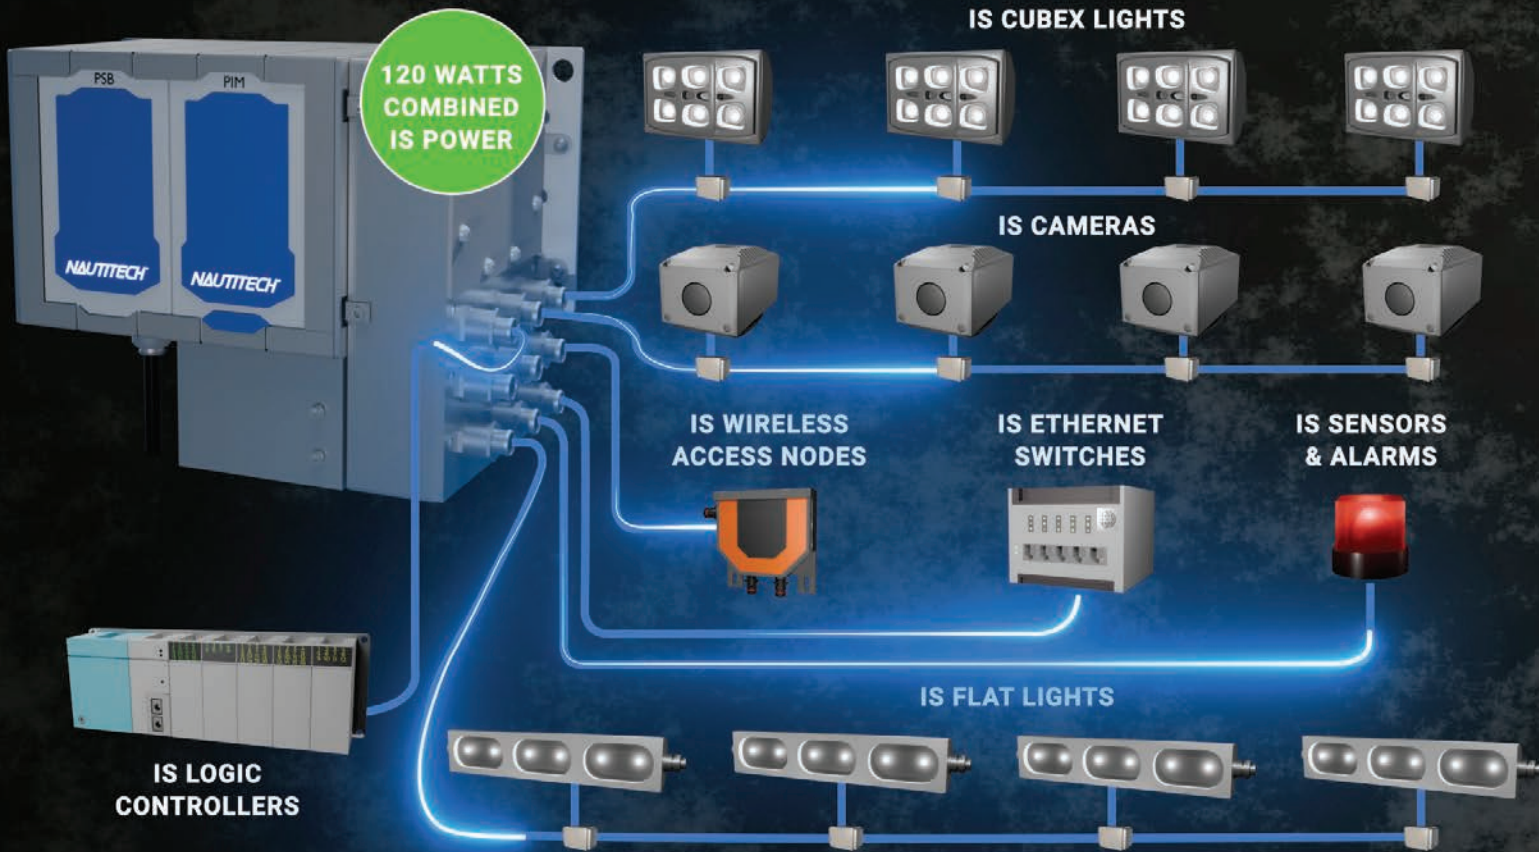 IS CUBEX LIGHTS
PSB
PIM
120 WATTS
COMBINED
IS POWER
NAUTITECH
NAUTITECH
IS CAMERAS
IS WIRELESS
ACCESS NODES
IS ETHERNET
SWITCHES
IS SENSORS
& ALARMS
IS FLAT LIGHTS
IS LOGIC
CONTROLLERS